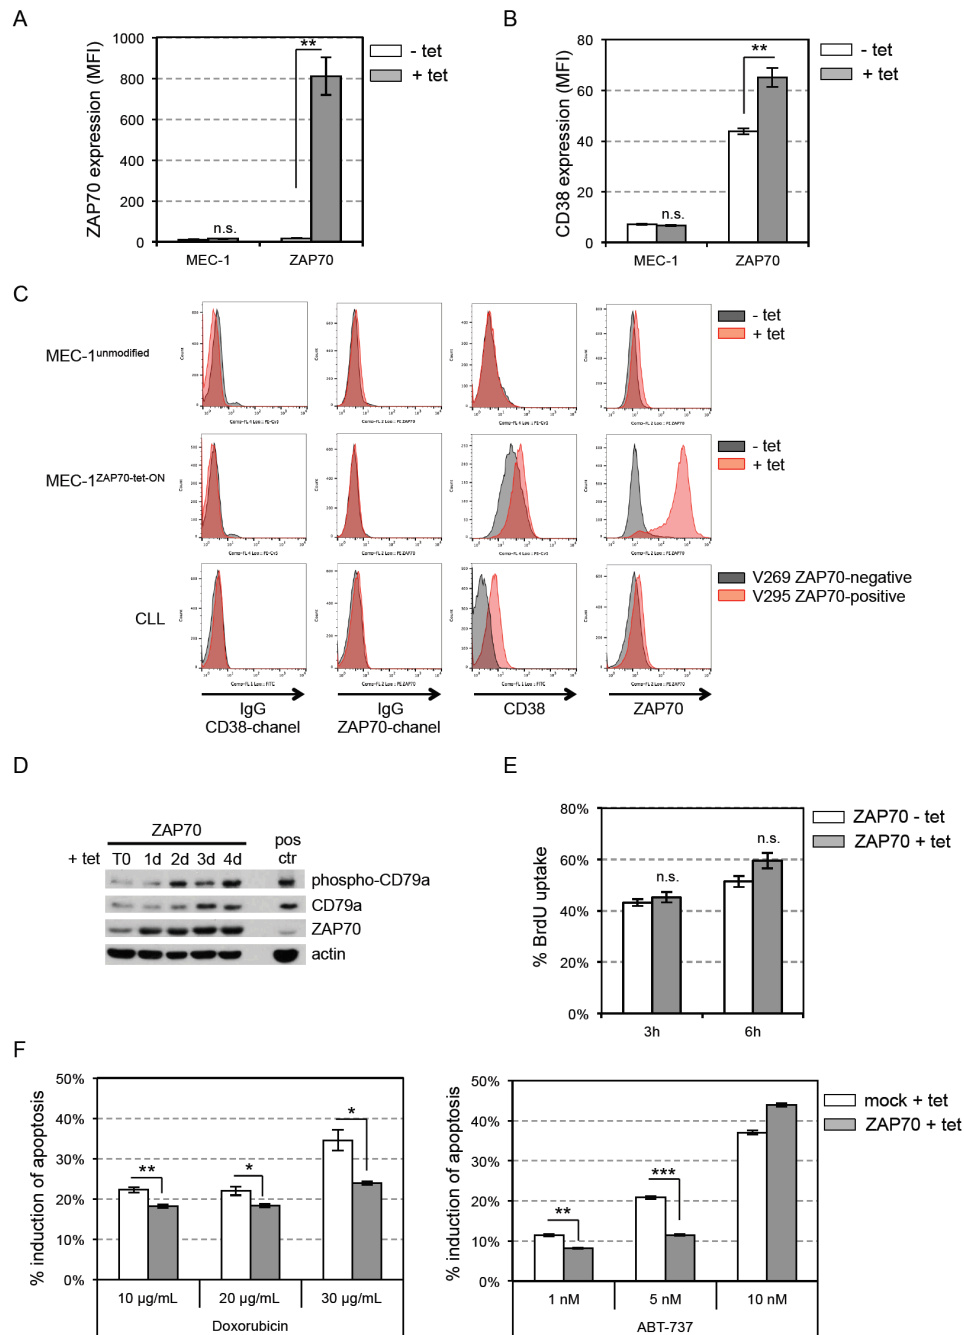 A
B
1000
800
600
400
200
0
ZAP70 expression (MFI)
**
n.s.
MEC-1
ZAP70
- tet
+ tet
80
60
40
20
0
CD38 expression (MFI)
**
n.s.
MEC-1
ZAP70
- tet
+ tet
C
MEC-1unmodified
- tet
+ tet
MEC-1ZAP70-tet-ON
- tet
+ tet
CLL
V269 ZAP70-negative
V295 ZAP70-positive
IgG
CD38-chanel
IgG
ZAP70-chanel
CD38
ZAP70
D
ZAP70
pos
ctr
+ tet T0 1d 2d 3d 4d
phospho-CD79a
CD79a
ZAP70
actin
E
80%
60%
40%
20%
0%
% BrdU uptake
n.s.
n.s.
3h
6h
ZAP70 - tet
ZAP70 + tet
F
50%
40%
30%
20%
10%
0%
% induction of apoptosis
**
*
*
10 µg/mL
20 µg/mL
30 µg/mL
Doxorubicin
50%
40%
30%
20%
10%
0%
% induction of apoptosis
**
***
1 nM
5 nM
10 nM
ABT-737
mock + tet
ZAP70 + tet